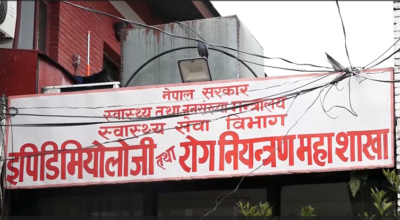 नेपाल सरकार
स्वास्थ्य तथा जनसंख्या मन्त्रालय
स्वास्थ्य सेवा विभाग
इपिडिमियोलोजी तथा रोग नियन्त्रण महाशाखा